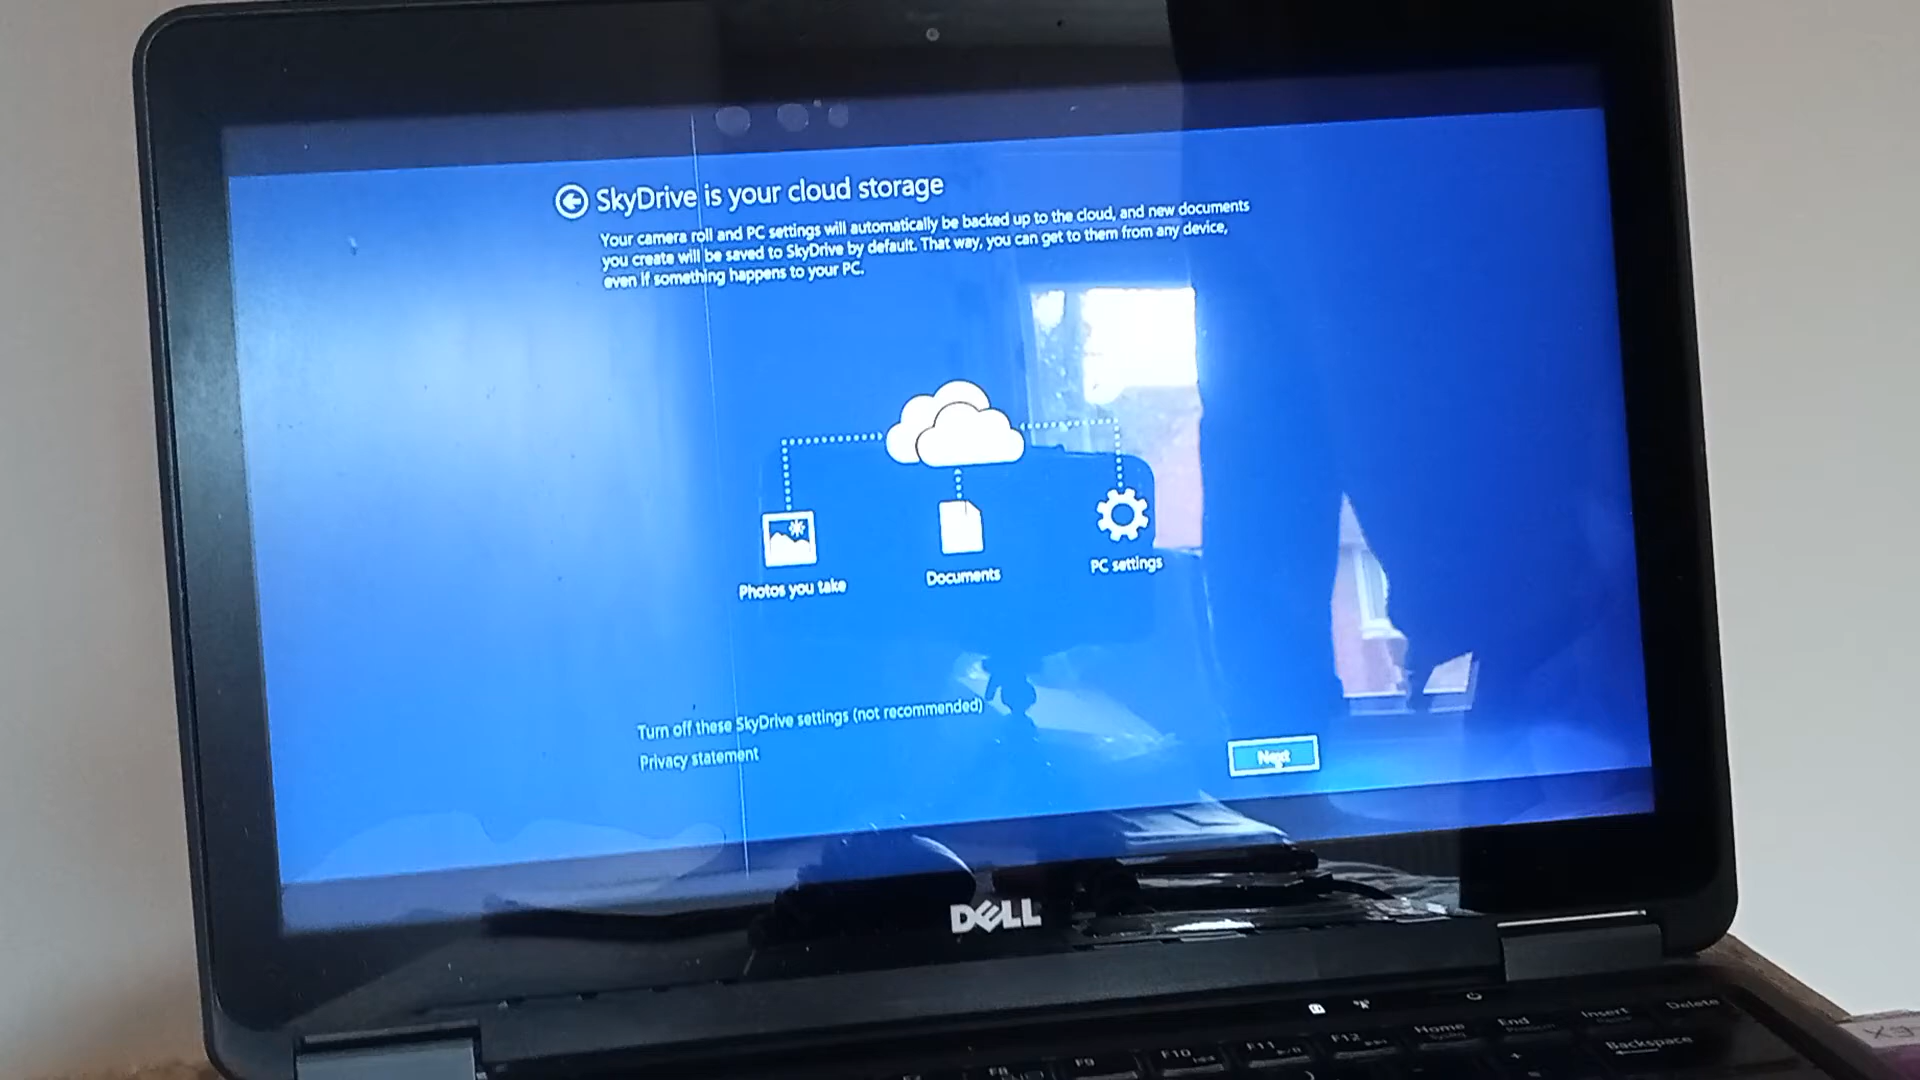 SkyDrive is your cloud storage
Your camera roll and PC settings will automatically be backed up to the cloud, and new documents
you create will be saved to SkyDrive by default. That way, you can get to them from any device,
even if something happens to your PC.
Photos you take
Documents
PC settings
Turn off these SkyDrive settings (not recommended)
Privacy statement
Next
DELL
F8 F9 F10 F11 F12 Home End Insert Delete
Backspace